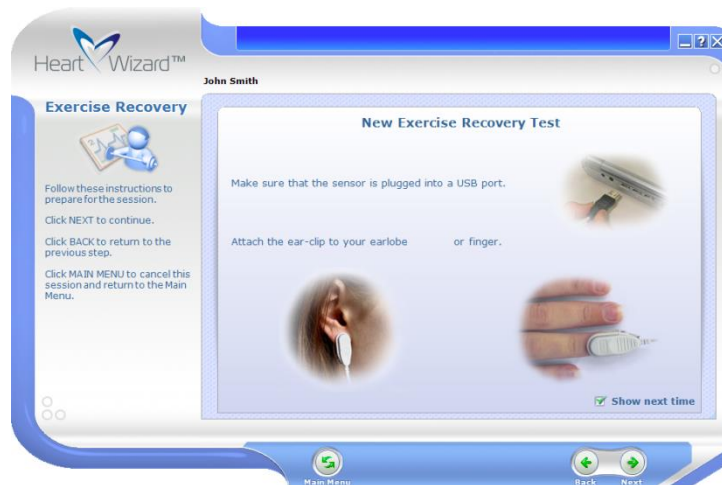 Heart Wizard™
John Smith
Exercise Recovery
Follow these instructions to
prepare for the session.
Click NEXT to continue.
Click BACK to return to the
previous step.
Click MAIN MENU to cancel this
session and return to the Main
Menu.
New Exercise Recovery Test
Make sure that the sensor is plugged into a USB port.
Attach the ear-clip to your earlobe or finger.
Show next time
Main Menu
Back
Next